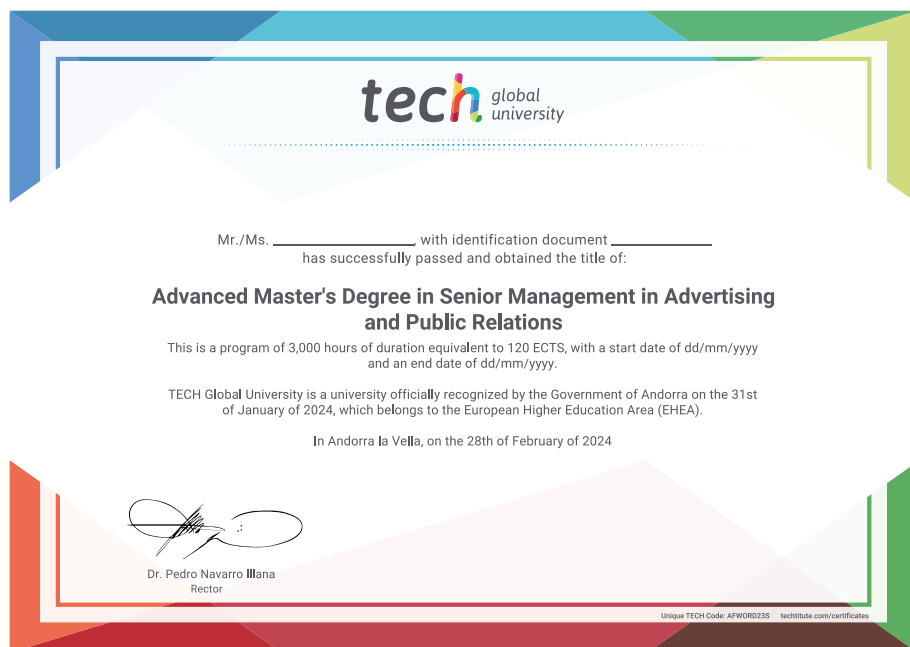 tech global
university
Mr./Ms. ____________, with identification document ____________
has successfully passed and obtained the title of:
Advanced Master's Degree in Senior Management in Advertising
and Public Relations
This is a program of 3,000 hours of duration equivalent to 120 ECTS, with a start date of dd/mm/yyyy
and an end date of dd/mm/yyyy.
TECH Global University is a university officially recognized by the Government of Andorra on the 31st
of January of 2024, which belongs to the European Higher Education Area (EHEA).
In Andorra la Vella, on the 28th of February of 2024
Dr. Pedro Navarro Illana
Rector
Unique TECH Code: AFWORD23S techtitute.com/certificates